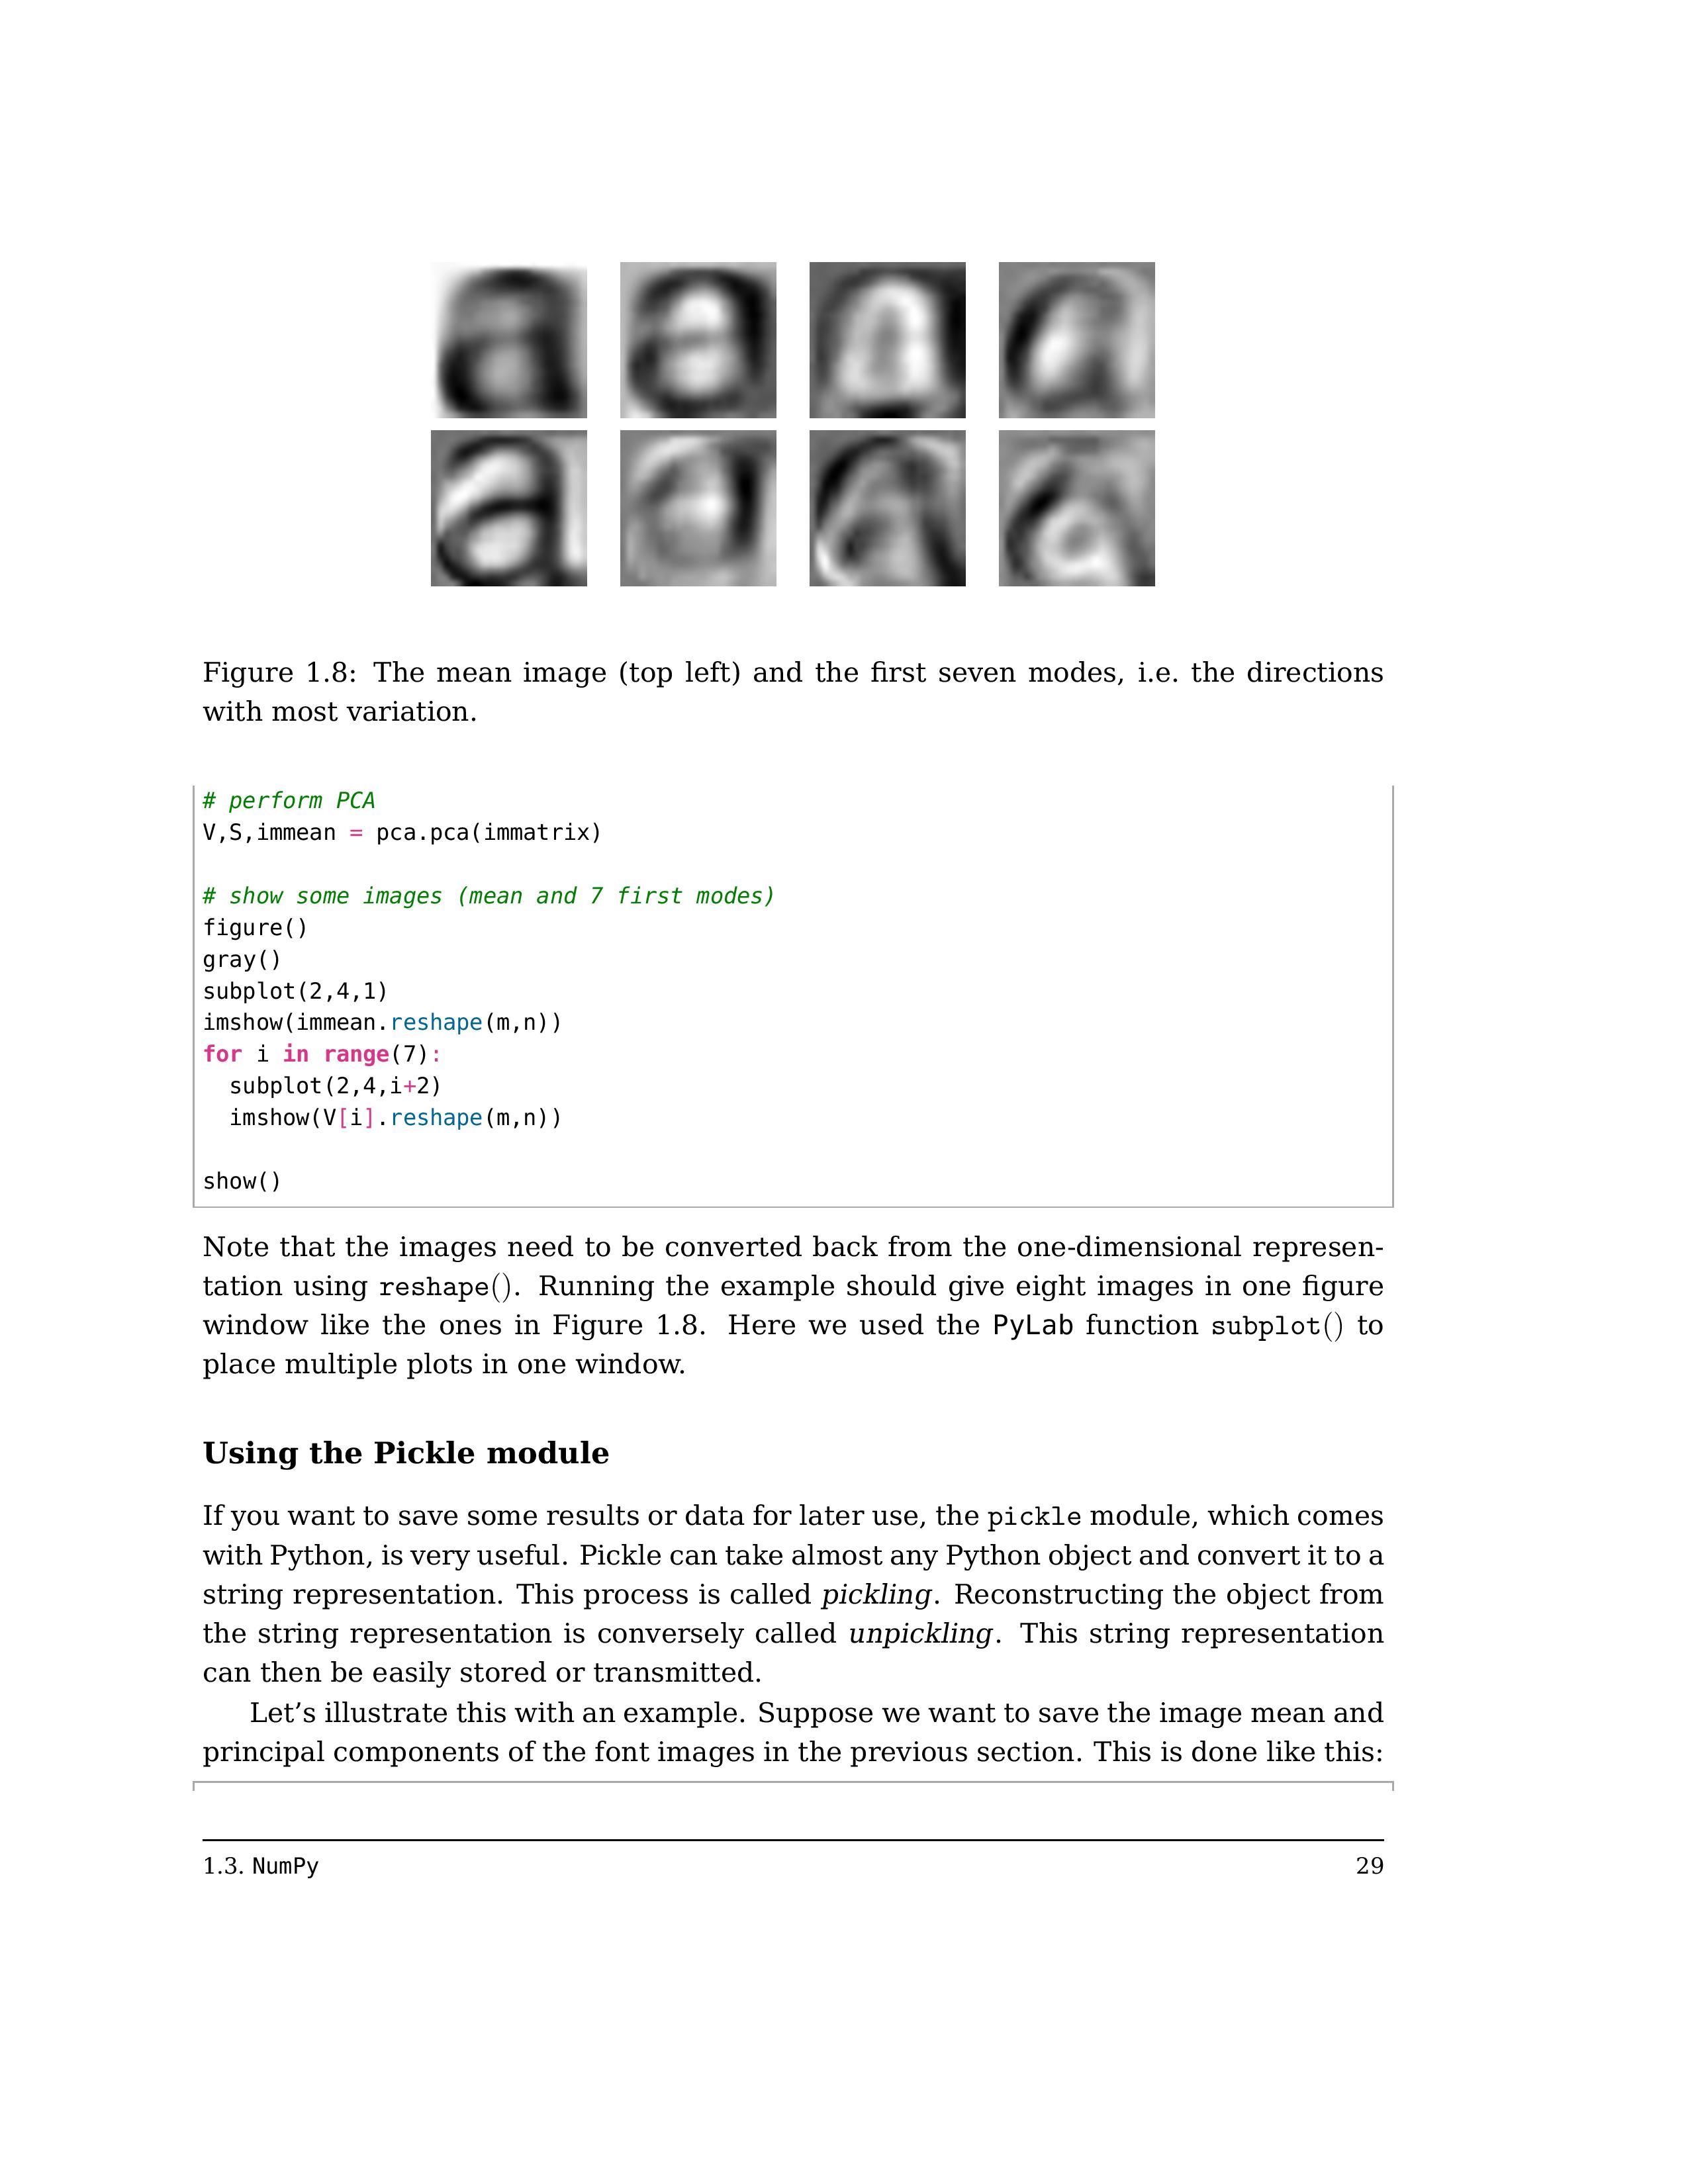 Figure 1.8: The mean image (top left) and the first seven modes, i.e. the directions
with most variation.
# perform PCA
V,S,immean = pca.pca(immatrix)
# show some images (mean and 7 first modes)
figure()
gray()
subplot(2,4,1)
imshow(immean.reshape(m,n))
for i in range(7):
  subplot(2,4,i+2)
  imshow(V[i].reshape(m,n))
show()
Note that the images need to be converted back from the one-dimensional represen-
tation using reshape(). Running the example should give eight images in one figure
window like the ones in Figure 1.8. Here we used the PyLab function subplot() to
place multiple plots in one window.
Using the Pickle module
If you want to save some results or data for later use, the pickle module, which comes
with Python, is very useful. Pickle can take almost any Python object and convert it to a
string representation. This process is called pickling. Reconstructing the object from
the string representation is conversely called unpickling. This string representation
can then be easily stored or transmitted.
Let’s illustrate this with an example. Suppose we want to save the image mean and
principal components of the font images in the previous section. This is done like this:
1.3. NumPy 29